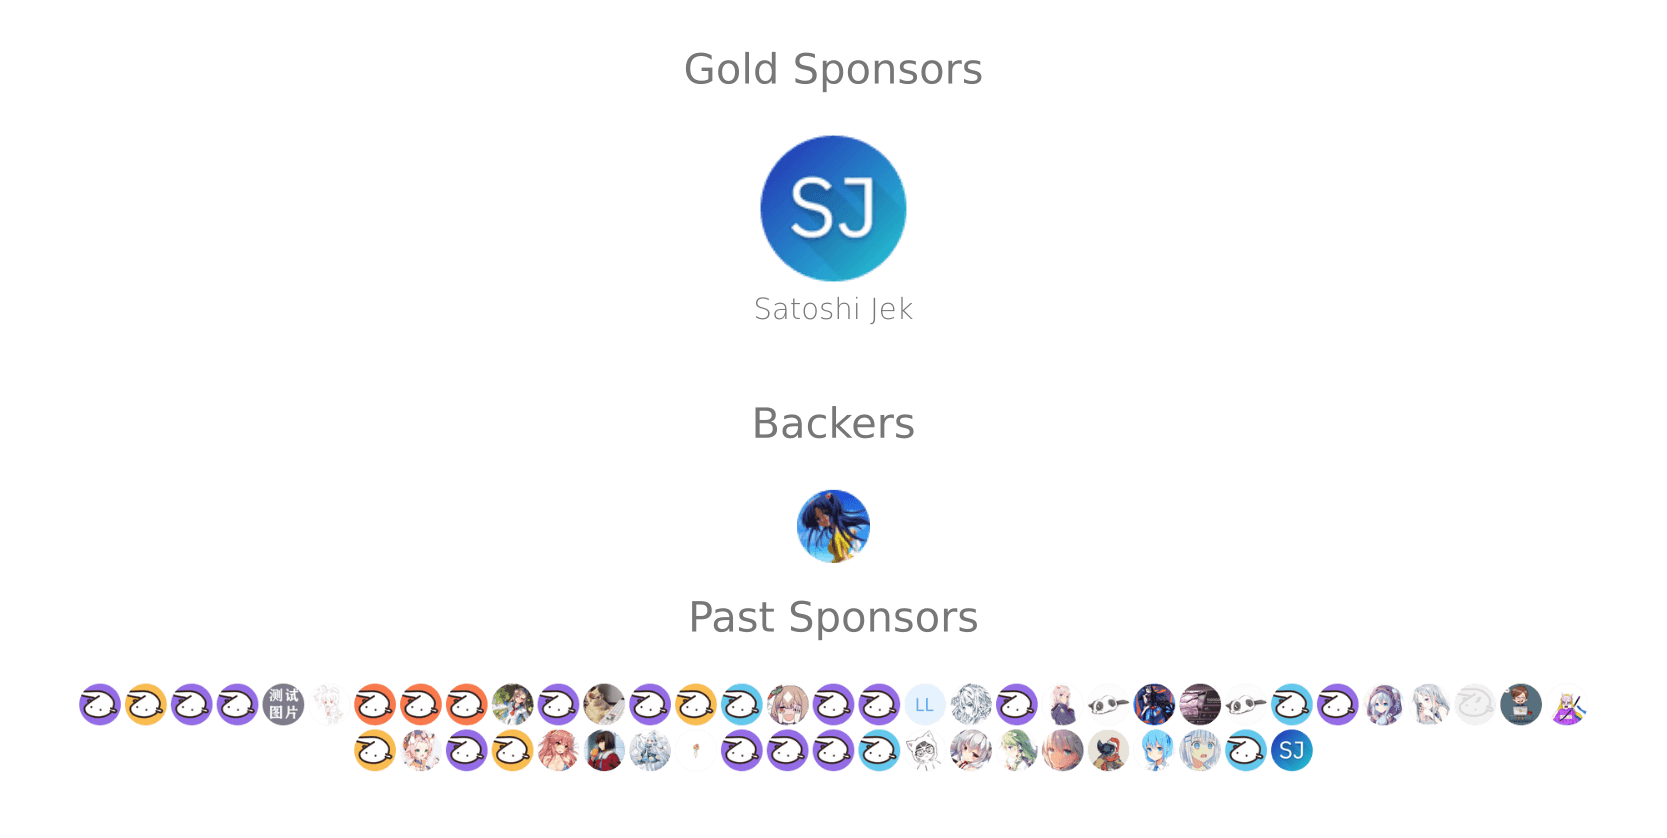 Gold Sponsors
SJ
Satoshi Jek
Backers
Past Sponsors
测试
图片
LL
SJ